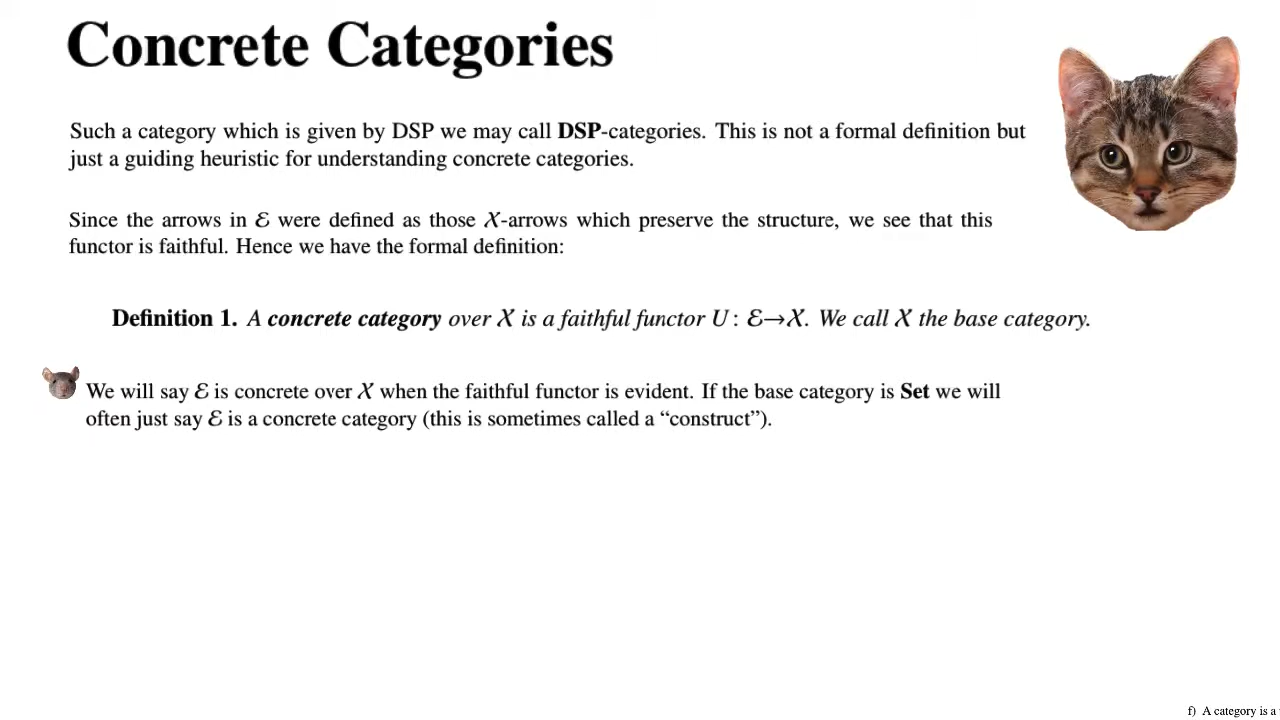 Concrete Categories
Such a category which is given by DSP we may call DSP-categories. This is not a formal definition but
just a guiding heuristic for understanding concrete categories.
Since the arrows in ℰ were defined as those 𝒳-arrows which preserve the structure, we see that this
functor is faithful. Hence we have the formal definition:
Definition 1. A concrete category over 𝒳 is a faithful functor U : ℰ→𝒳. We call 𝒳 the base category.
We will say ℰ is concrete over 𝒳 when the faithful functor is evident. If the base category is Set we will
often just say ℰ is a concrete category (this is sometimes called a “construct”).
f) A category is a